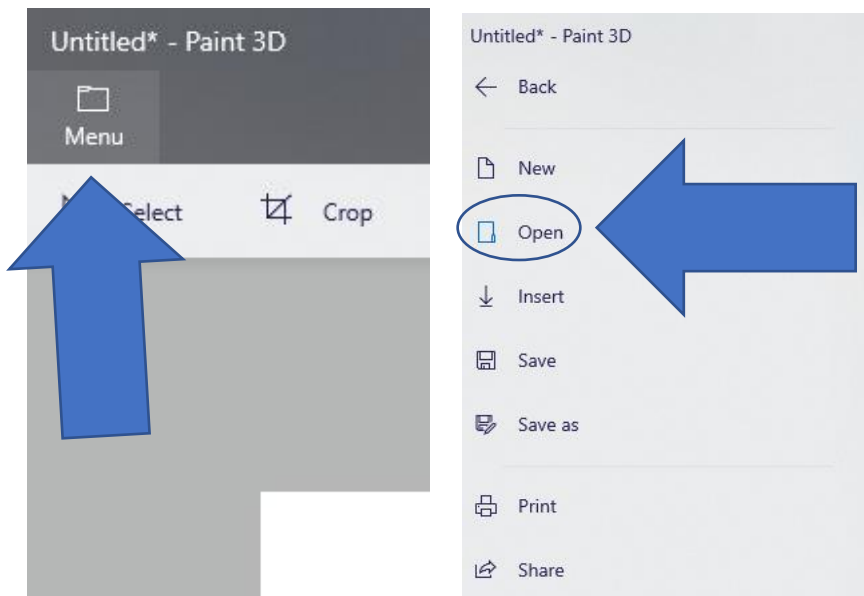 Untitled* - Paint 3D
Menu
Select
Crop
Untitled* - Paint 3D
Back
New
Open
Insert
Save
Save as
Print
Share